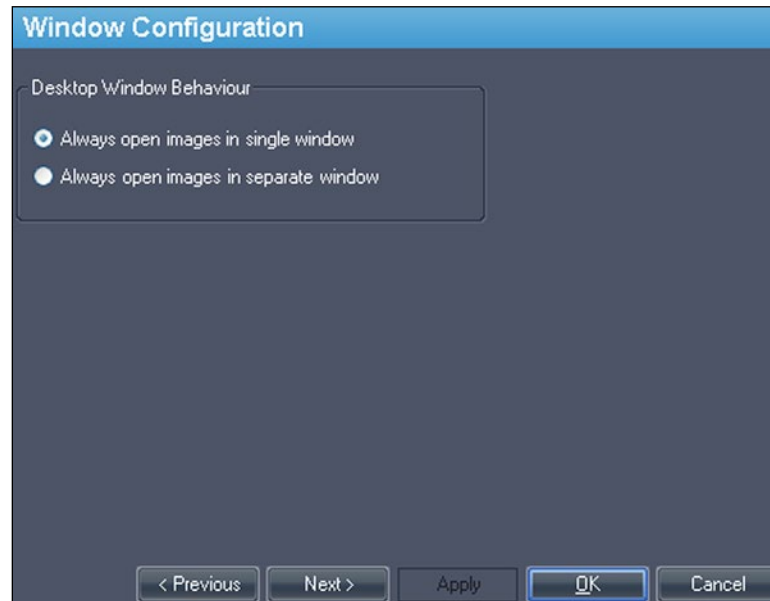 Window Configuration
Desktop Window Behaviour
Always open images in single window
Always open images in separate window
< Previous Next > Apply OK Cancel